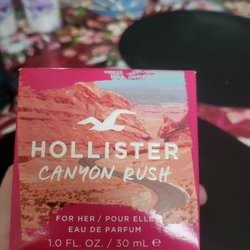 HOLLISTER
CANYON RUSH
FOR HER / POUR ELLE
EAU DE PARFUM
1.0 FL. OZ. / 30 mL e